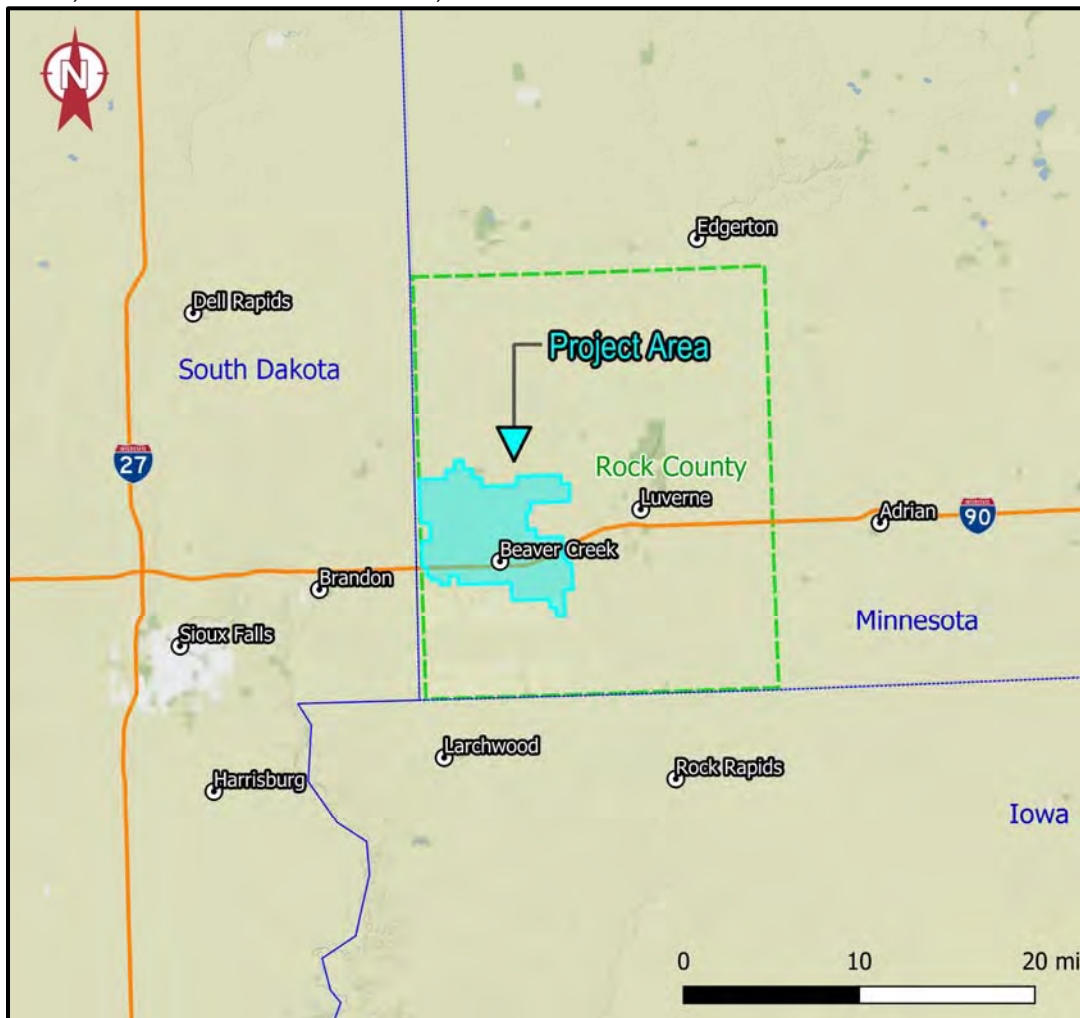 N
Edgerton
Dell Rapids
Project Area
South Dakota
27
Rock County
Luverne
Adrian
90
Beaver Creek
Brandon
Minnesota
Sioux Falls
Larchwood
Rock Rapids
Harrisburg
Iowa
0 10 20 mi